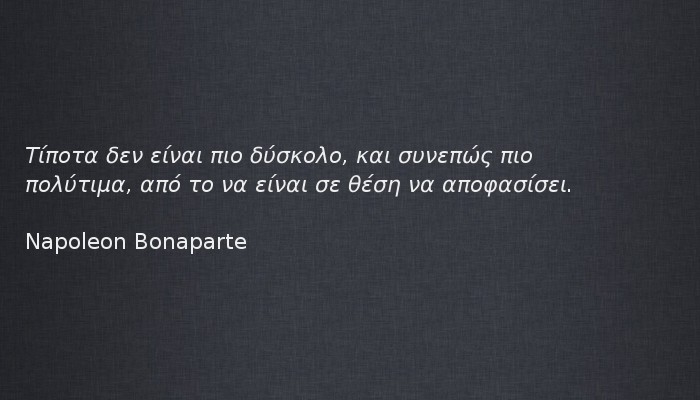 Τίποτα δεν είναι πιο δύσκολο, και συνεπώς πιο
πολύτιμα, από το να είναι σε θέση να αποφασίσει.
Napoleon Bonaparte